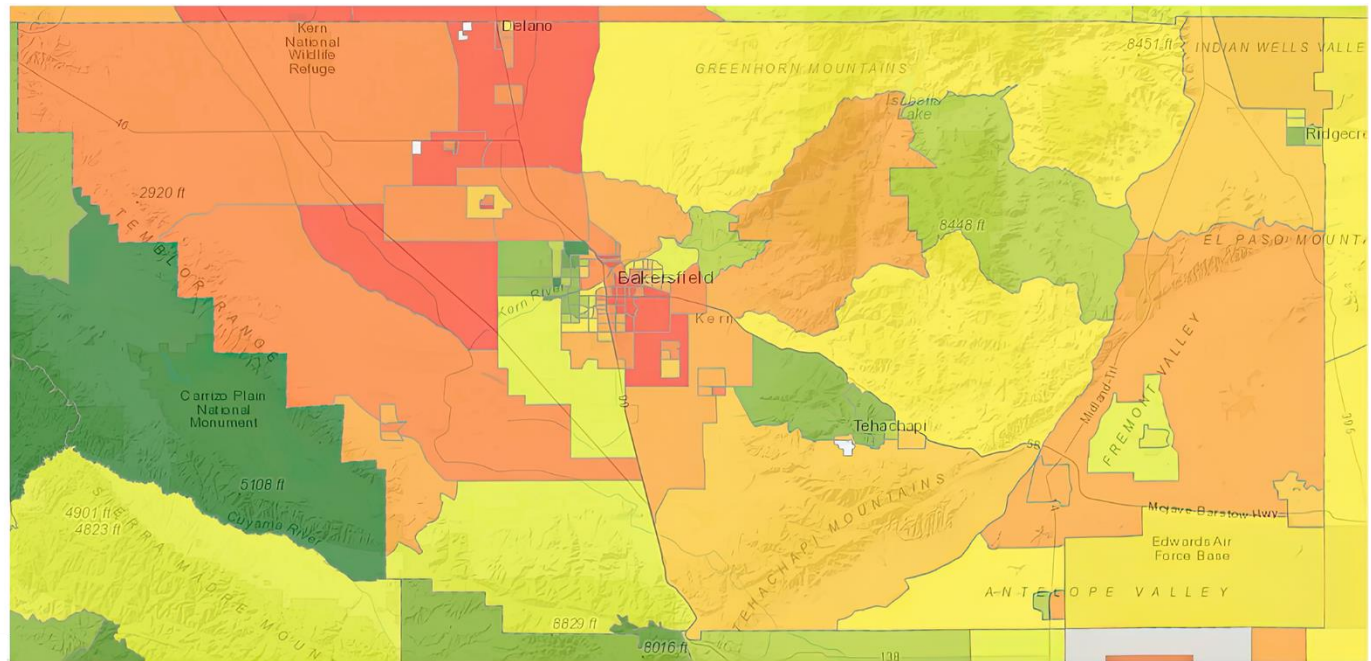 Kern
National
Wildlife
Refuge
Delano
8451 ft
INDIAN WELLS VALLE
GREENHORN MOUNTAINS
Isabella
Lake
46
Ridgecre
2920 ft
TEMBLOR RANGE
8448 ft
EL PASO MOUNTA
Bakersfield
Kern River
Kern
Carrizo Plain
National
Monument
99
Midland-Trl
FREMONT VALLEY
395
Tehachapi
58
5108 ft
4901 ft
4823 ft
Cuyama River
SIERRA MADRE MOUN
TEHACHAPI MOUNTAINS
Mojave-Barstow-Hwy
Edwards Air
Force Base
ANTELOPE VALLEY
8829 ft
8016 ft
138